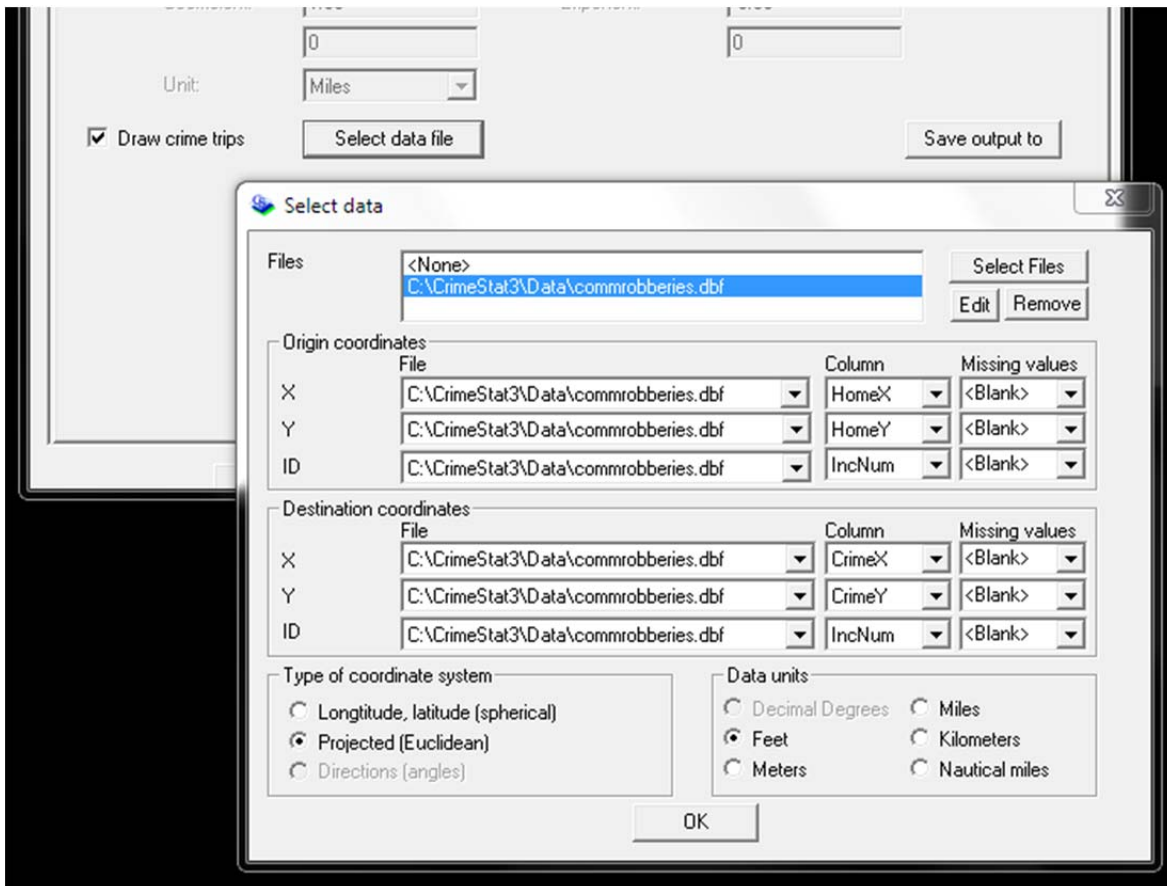 0 0
Unit: Miles
Draw crime trips Select data file Save output to
Select data
Files <None> Select Files
C:\CrimeStat3\Data\commrobberies.dbf
Edit Remove
Origin coordinates
File Column Missing values
X C:\CrimeStat3\Data\commrobberies.dbf HomeX <Blank>
Y C:\CrimeStat3\Data\commrobberies.dbf HomeY <Blank>
ID C:\CrimeStat3\Data\commrobberies.dbf IncNum <Blank>
Destination coordinates
File Column Missing values
X C:\CrimeStat3\Data\commrobberies.dbf CrimeX <Blank>
Y C:\CrimeStat3\Data\commrobberies.dbf CrimeY <Blank>
ID C:\CrimeStat3\Data\commrobberies.dbf IncNum <Blank>
Type of coordinate system
Longtitude, latitude (spherical)
Projected (Euclidean)
Directions (angles)
Data units
Decimal Degrees Miles
Feet Kilometers
Meters Nautical miles
OK